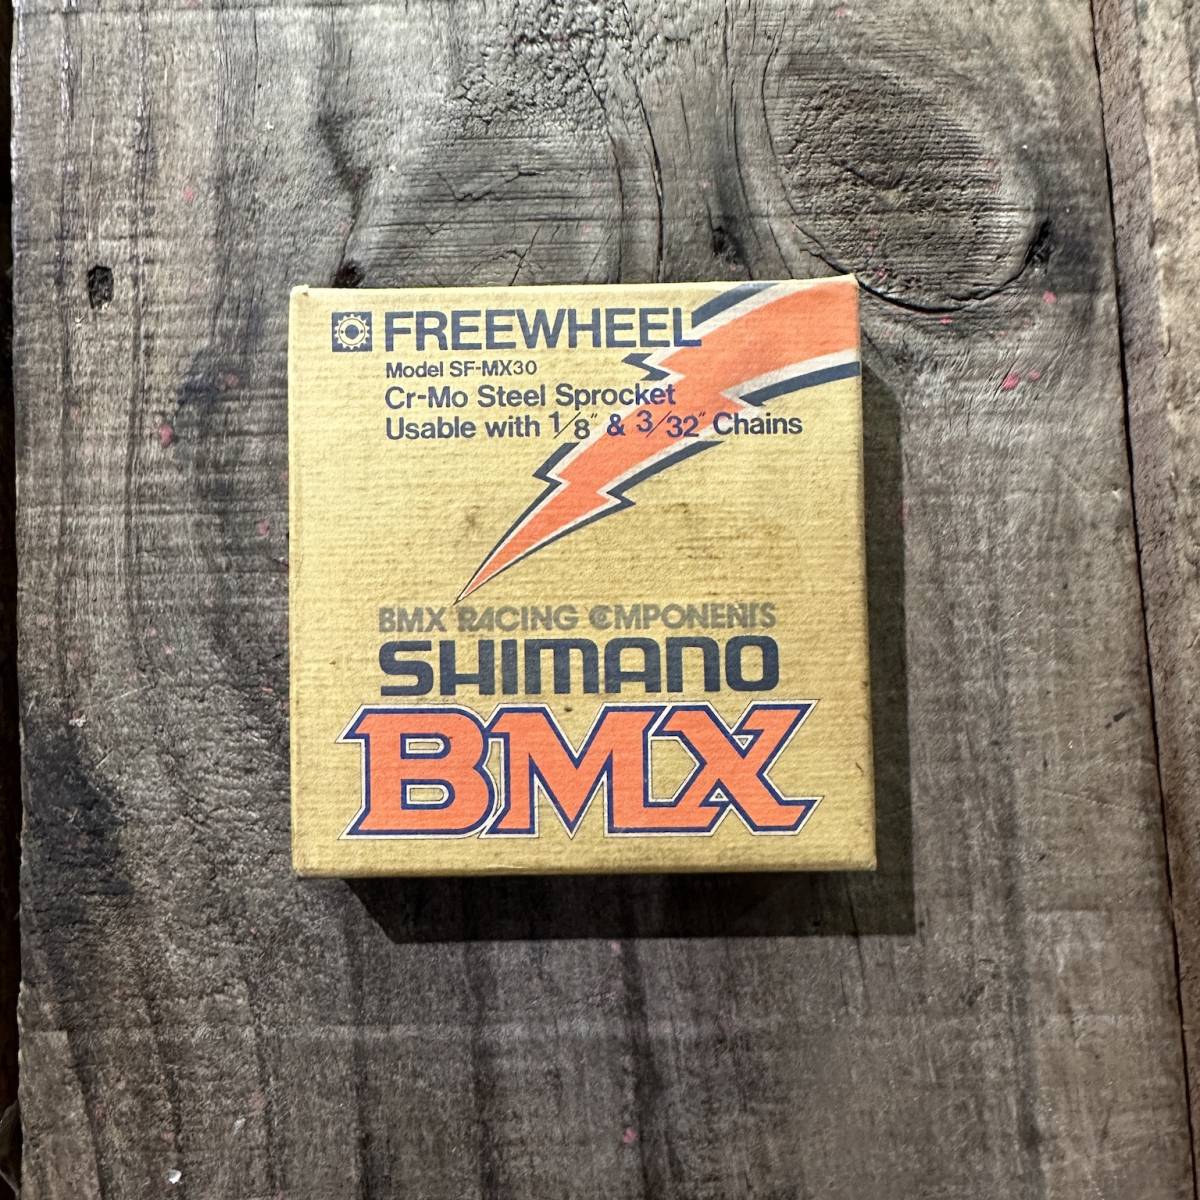 FREEWHEEL
Model SF-MX30
Cr-Mo Steel Sprocket
Usable with 1/8" & 3/32" Chains
BMX RACING COMPONENTS
SHIMANO
BMX